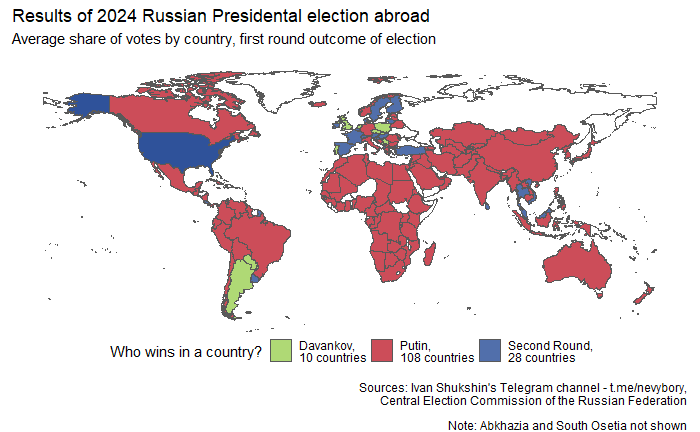 Results of 2024 Russian Presidental election abroad
Average share of votes by country, first round outcome of election
Who wins in a country?
Davankov,
10 countries
Putin,
108 countries
Second Round,
28 countries
Sources: Ivan Shukshin's Telegram channel - t.me/nevybory,
Central Election Commission of the Russian Federation
Note: Abkhazia and South Osetia not shown